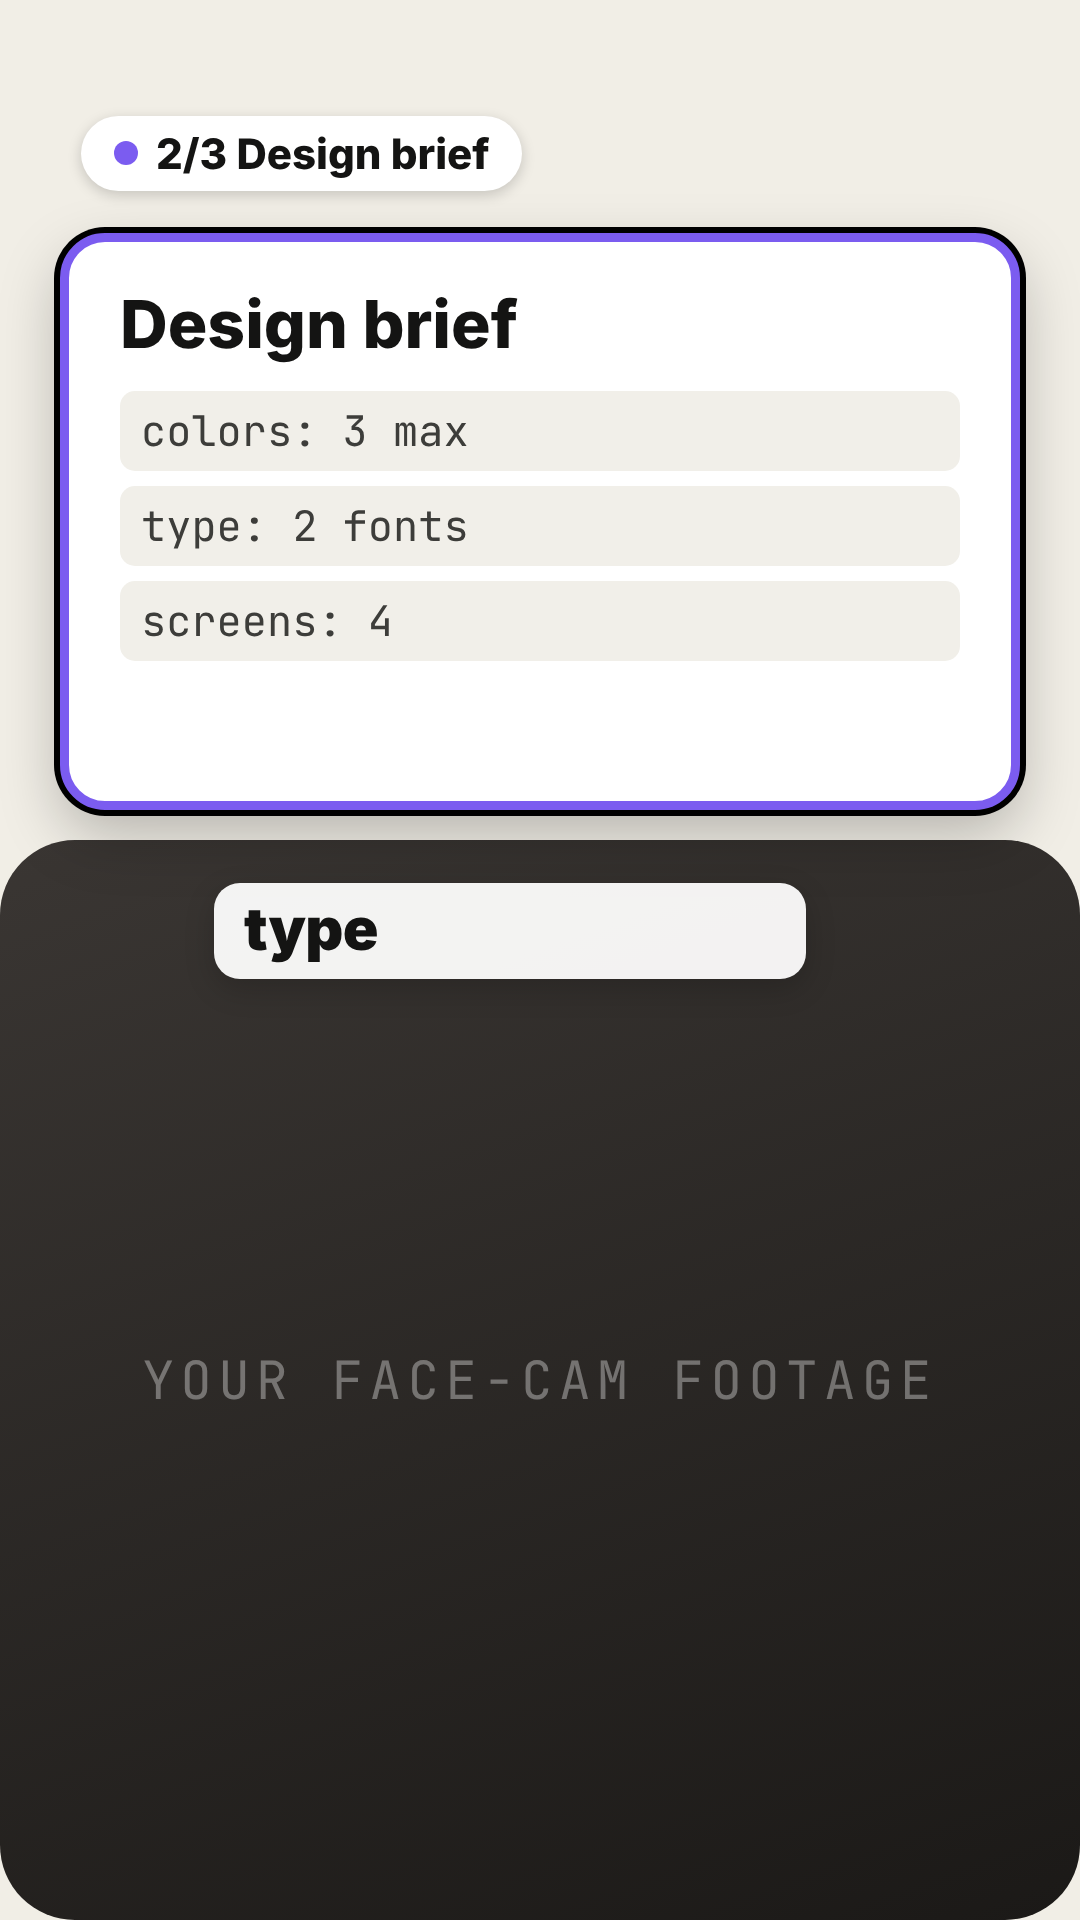 2/3 Design brief
Design brief
colors: 3 max
type: 2 fonts
screens: 4
type
YOUR FACE-CAM FOOTAGE